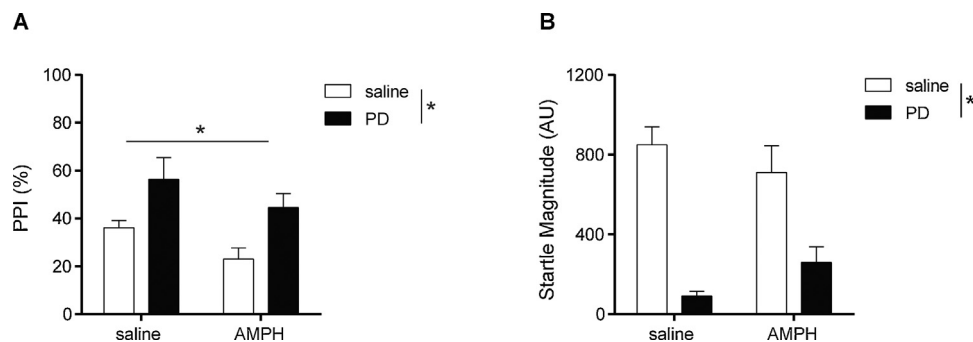 A
100
80
60
40
20
0
PPI (%)
*
saline
PD
*
saline
AMPH
B
1200
800
400
0
Startle Magnitude (AU)
saline
PD
*
saline
AMPH